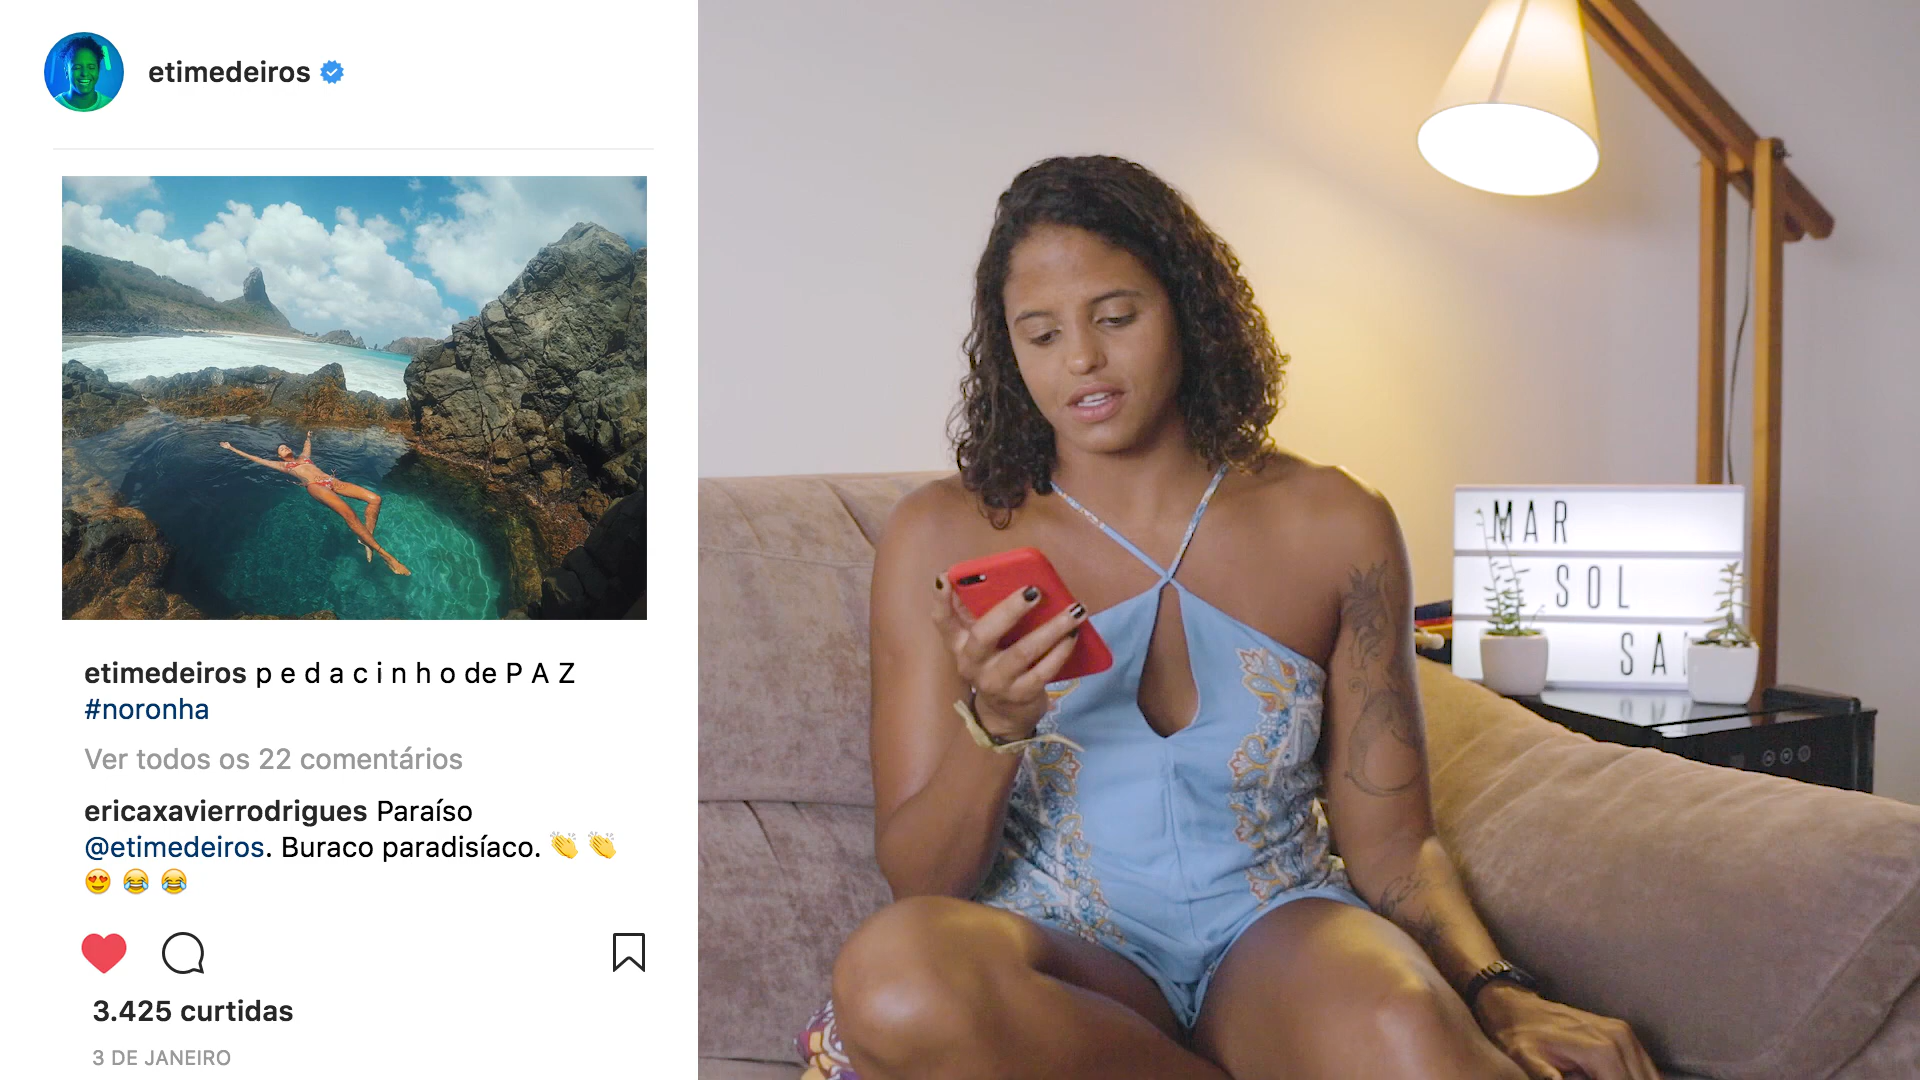 etimedeiros
etimedeiros p e d a c i n h o de P A Z
#noronha
Ver todos os 22 comentários
ericaxavierrodrigues Paraíso
@etimedeiros. Buraco paradisíaco. 👏 👏
😍 😂 😂
3.425 curtidas
3 DE JANEIRO
MAR
SOL